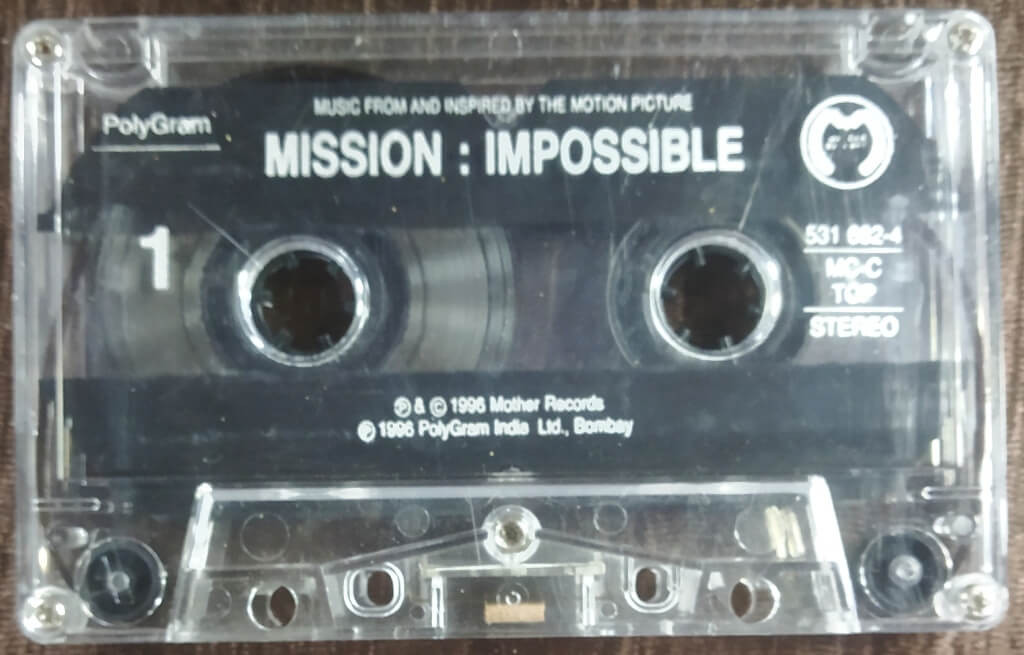 MUSIC FROM AND INSPIRED BY THE MOTION PICTURE
PolyGram
MISSION : IMPOSSIBLE
1
531 682-4
MC-C
TOP
STEREO
℗ & © 1996 Mother Records
℗ 1996 PolyGram India Ltd., Bombay